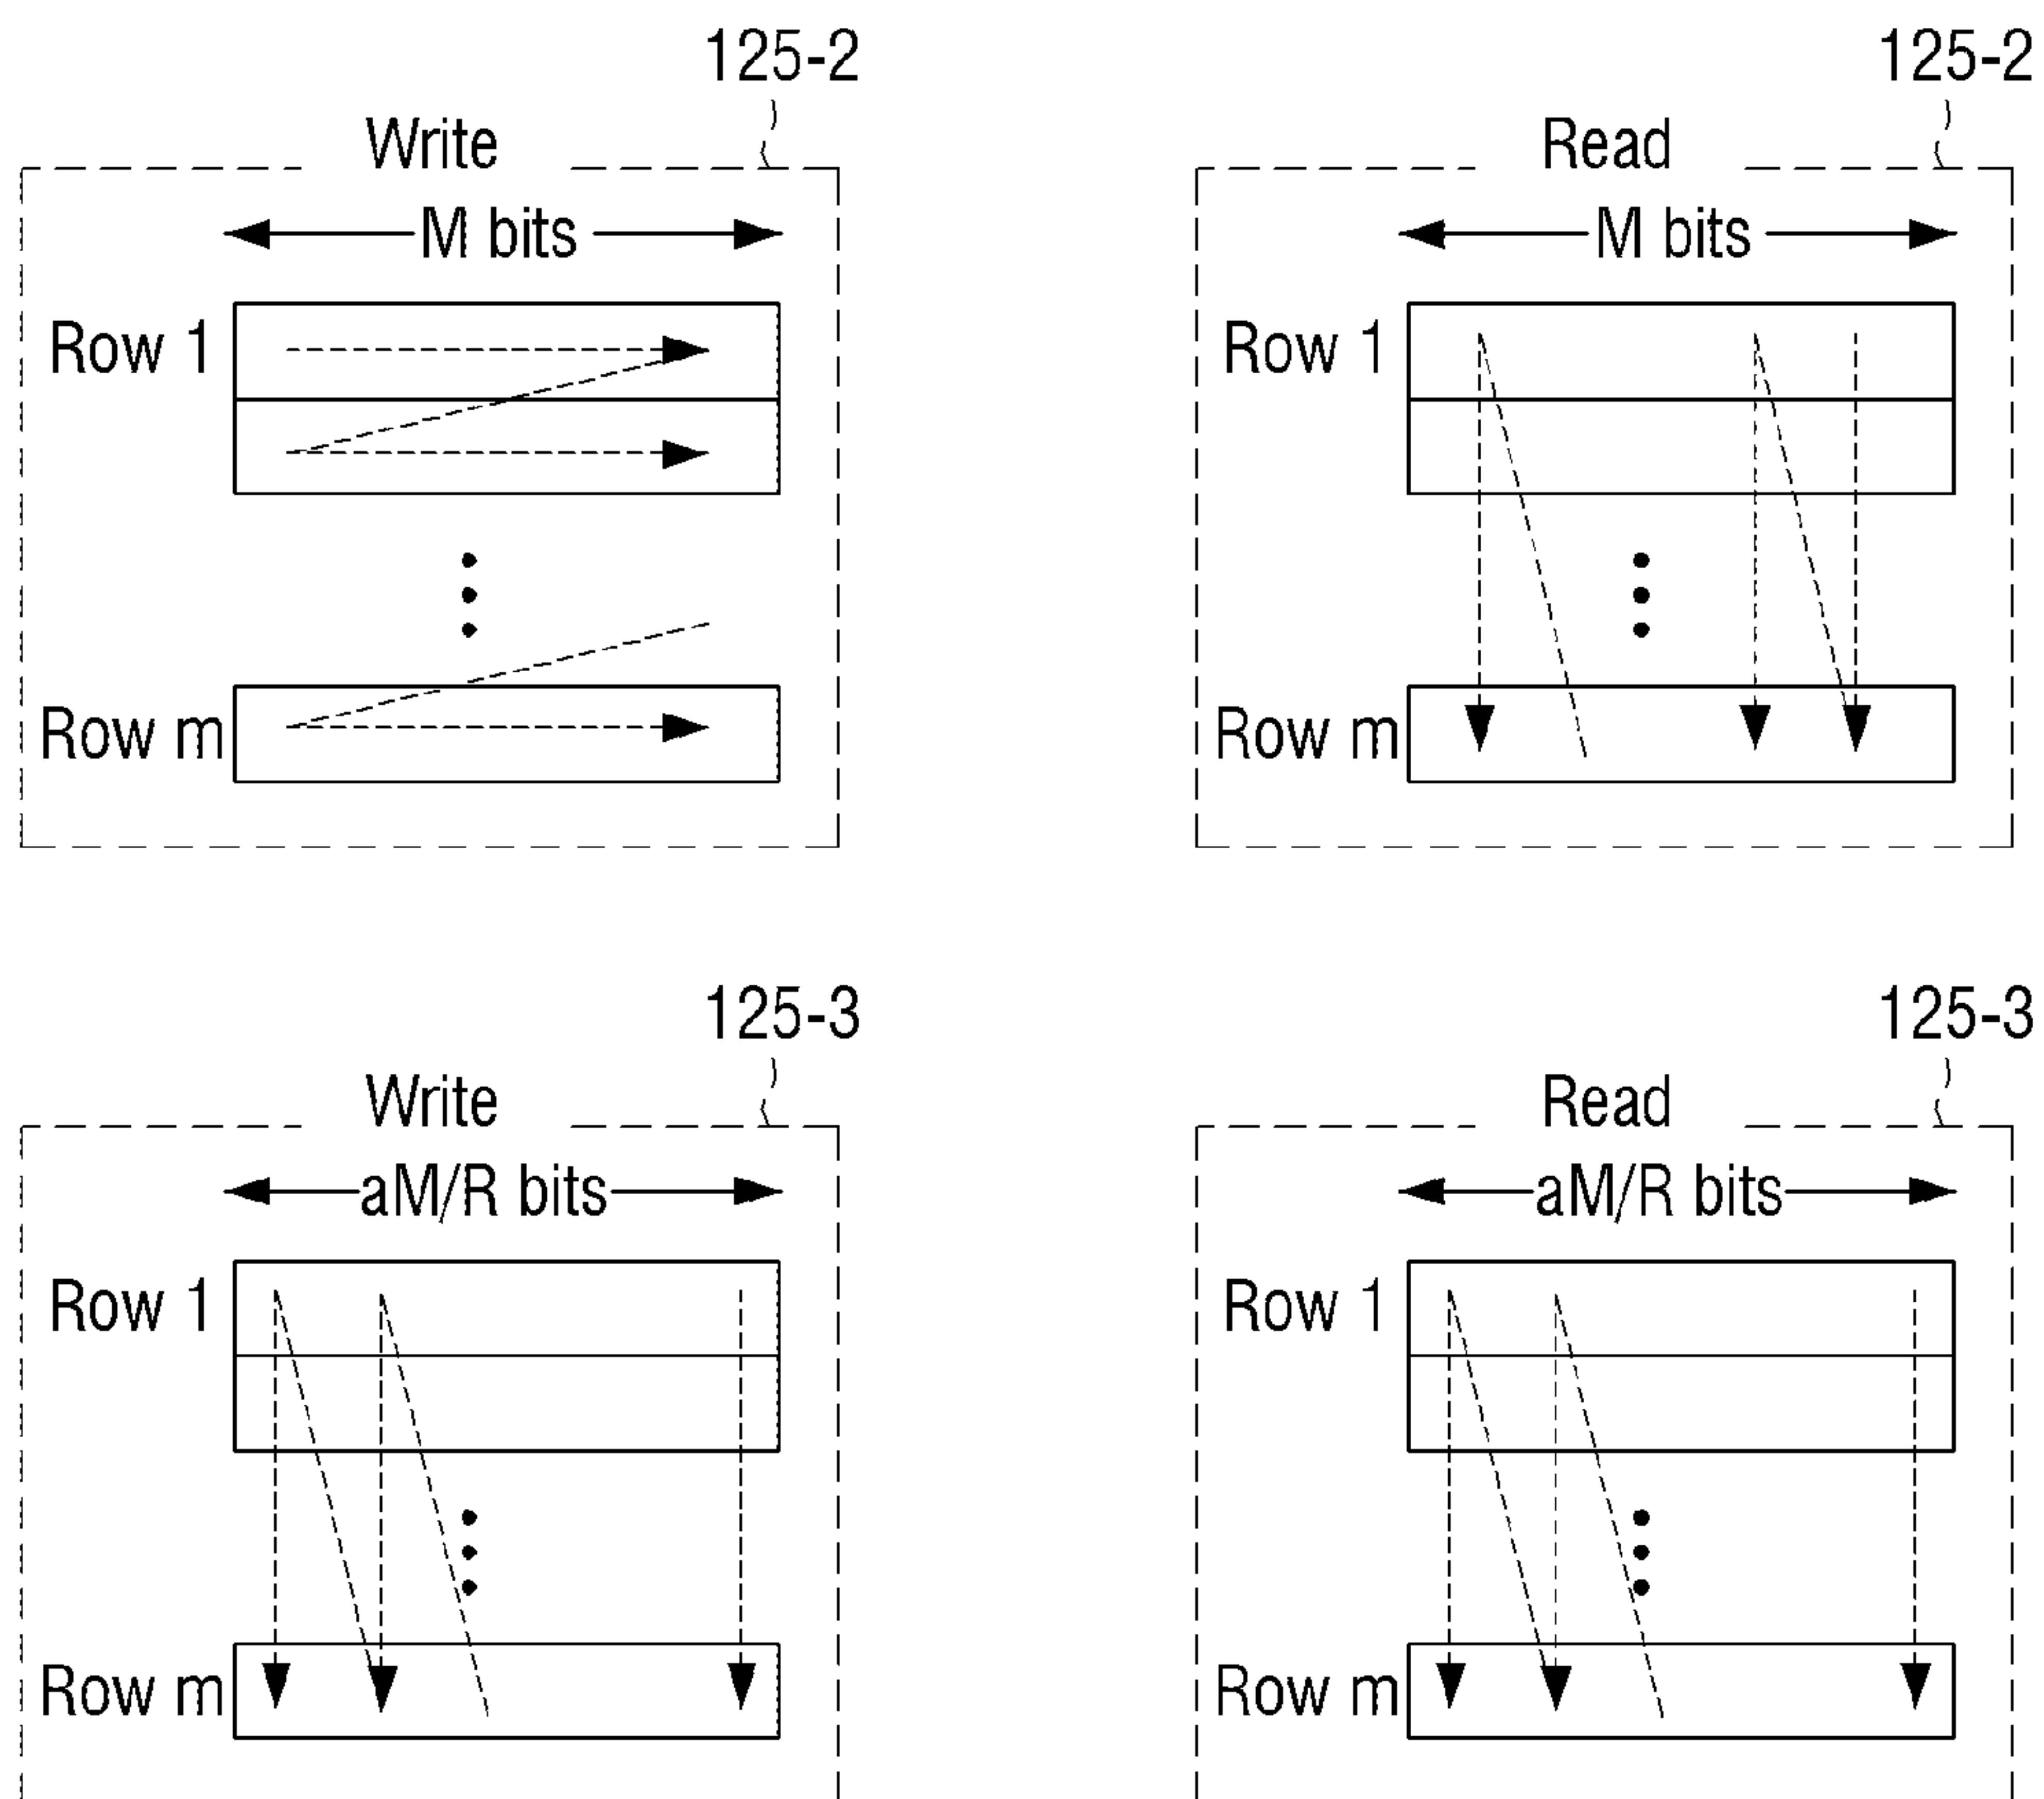 125-2
Write
M bits
Row 1
Row m
125-2
Read
M bits
Row 1
Row m
125-3
Write
aM/R bits
Row 1
Row m
125-3
Read
aM/R bits
Row 1
Row m